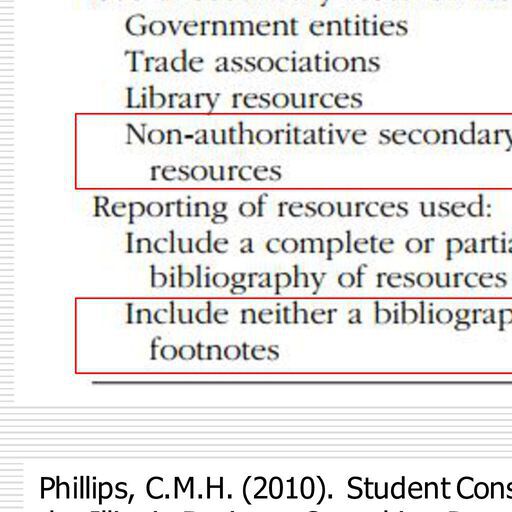 Government entities
Trade associations
Library resources
Non-authoritative secondary
resources
Reporting of resources used:
Include a complete or partia
bibliography of resources
Include neither a bibliograp
footnotes
Phillips, C.M.H. (2010). Student Cons